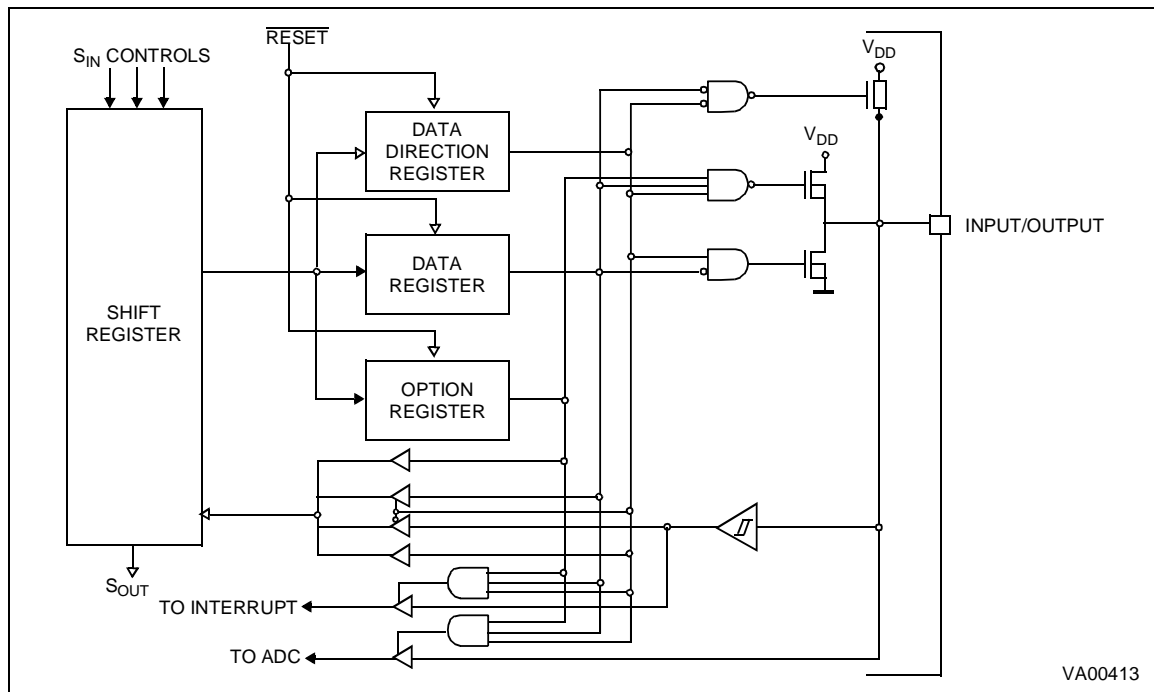 RESET
S_IN CONTROLS
V_DD
DATA
DIRECTION
REGISTER
V_DD
INPUT/OUTPUT
DATA
REGISTER
SHIFT
REGISTER
OPTION
REGISTER
S_OUT
TO INTERRUPT
TO ADC
VA00413